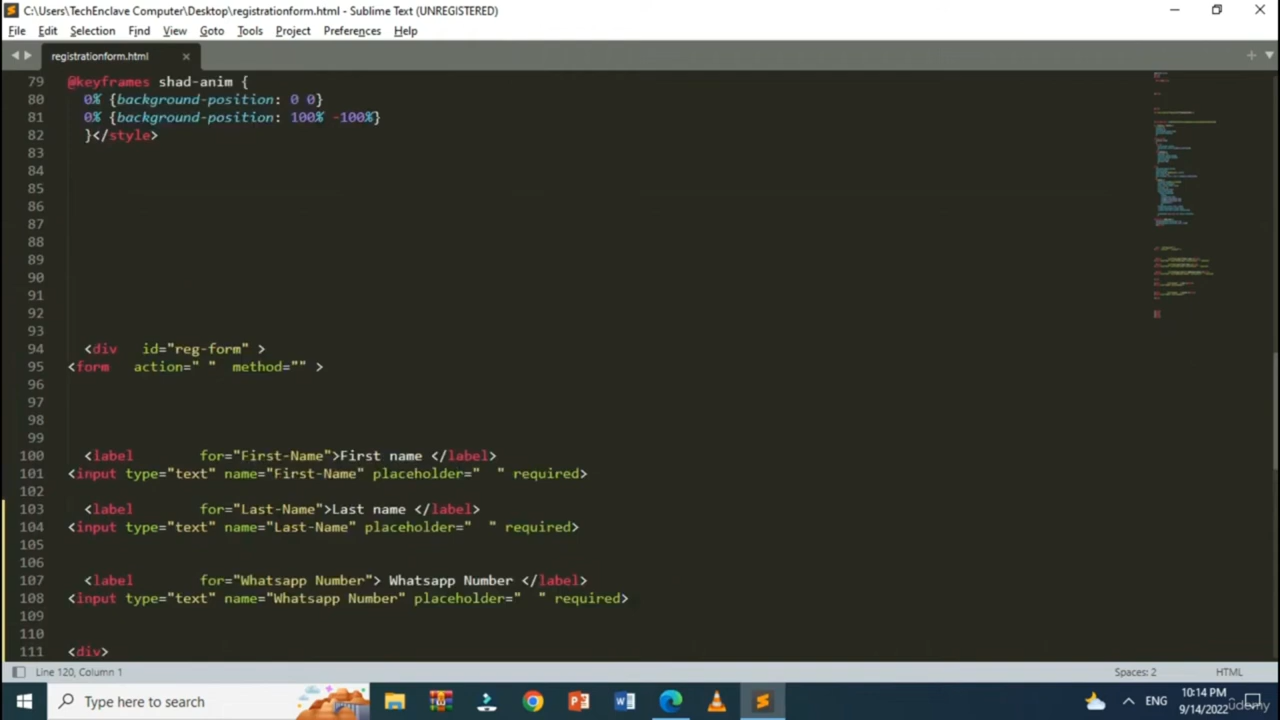 C:\Users\TechEnclave Computer\Desktop\registrationform.html - Sublime Text (UNREGISTERED)
File Edit Selection Find View Goto Tools Project Preferences Help
registrationform.html
79 @keyframes shad-anim {
80 0% {background-position: 0 0}
81 0% {background-position: 100% -100%}
82 }</style>
83
84
85
86
87
88
89
90
91
92
93
94 <div id="reg-form" >
95 <form action=" " method="" >
96
97
98
99
100 <label for="First-Name">First name </label>
101 <input type="text" name="First-Name" placeholder=" " required>
102
103 <label for="Last-Name">Last name </label>
104 <input type="text" name="Last-Name" placeholder=" " required>
105
106
107 <label for="Whatsapp Number"> Whatsapp Number </label>
108 <input type="text" name="Whatsapp Number" placeholder=" " required>
109
110
111 <div>
Line 120, Column 1 Spaces: 2 HTML
Type here to search ENG 10:14 PM
9/14/2022
ûdemy